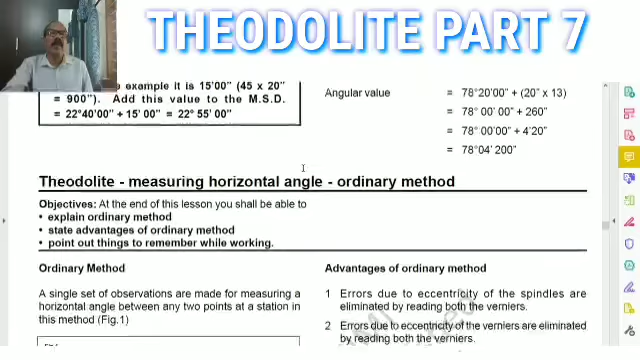 THEODOLITE PART 7
example it is 15'00" (45 x 20"
= 900"). Add this value to the M.S.D.
= 22°40'00" + 15' 00" = 22° 55' 00"
Angular value = 78°20'00" + (20" x 13)
= 78° 00' 00" + 260"
= 78°00'00" + 4'20"
= 78°04' 200"
Theodolite - measuring horizontal angle - ordinary method
Objectives: At the end of this lesson you shall be able to
• explain ordinary method
• state advantages of ordinary method
• point out things to remember while working.
Ordinary Method
A single set of observations are made for measuring a
horizontal angle between any two points at a station in
this method (Fig.1)
Advantages of ordinary method
1 Errors due to eccentricity of the spindles are
eliminated by reading both the verniers.
2 Errors due to eccentricity of the verniers are eliminated
by reading both the verniers.